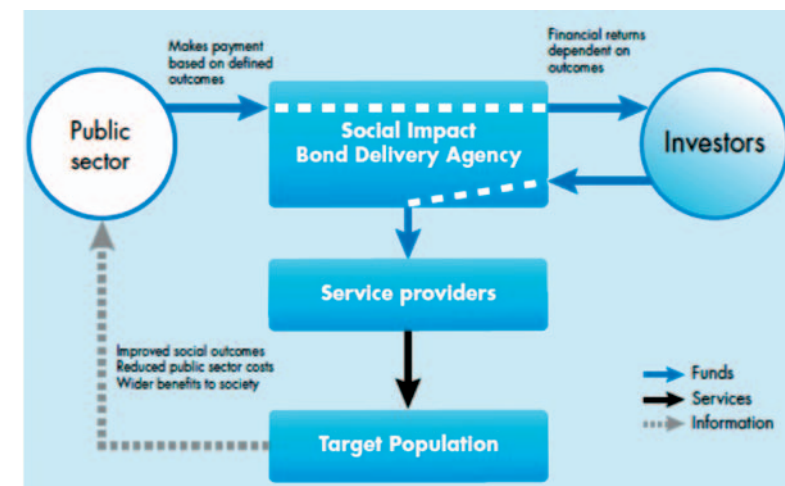 Makes payment
based on defined
outcomes
Financial returns
dependent on
outcomes
Public
sector
Social Impact
Bond Delivery Agency
Investors
Service providers
Improved social outcomes
Reduced public sector costs
Wider benefits to society
Target Population
Funds
Services
Information